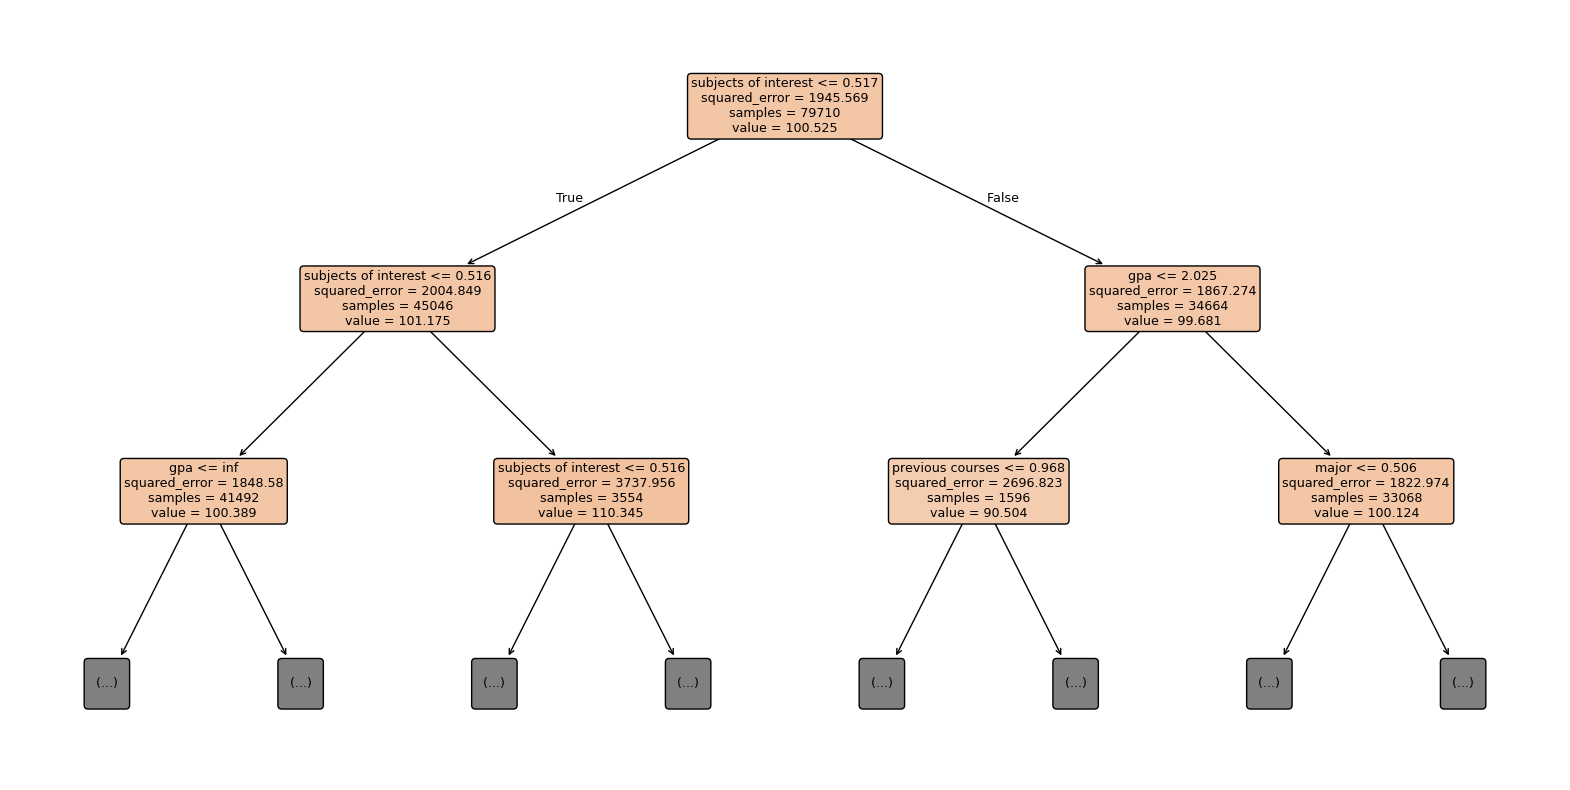 subjects of interest <= 0.517
squared_error = 1945.569
samples = 79710
value = 100.525
True
False
subjects of interest <= 0.516
squared_error = 2004.849
samples = 45046
value = 101.175
gpa <= 2.025
squared_error = 1867.274
samples = 34664
value = 99.681
gpa <= inf
squared_error = 1848.58
samples = 41492
value = 100.389
subjects of interest <= 0.516
squared_error = 3737.956
samples = 3554
value = 110.345
previous courses <= 0.968
squared_error = 2696.823
samples = 1596
value = 90.504
major <= 0.506
squared_error = 1822.974
samples = 33068
value = 100.124
(...)
(...)
(...)
(...)
(...)
(...)
(...)
(...)